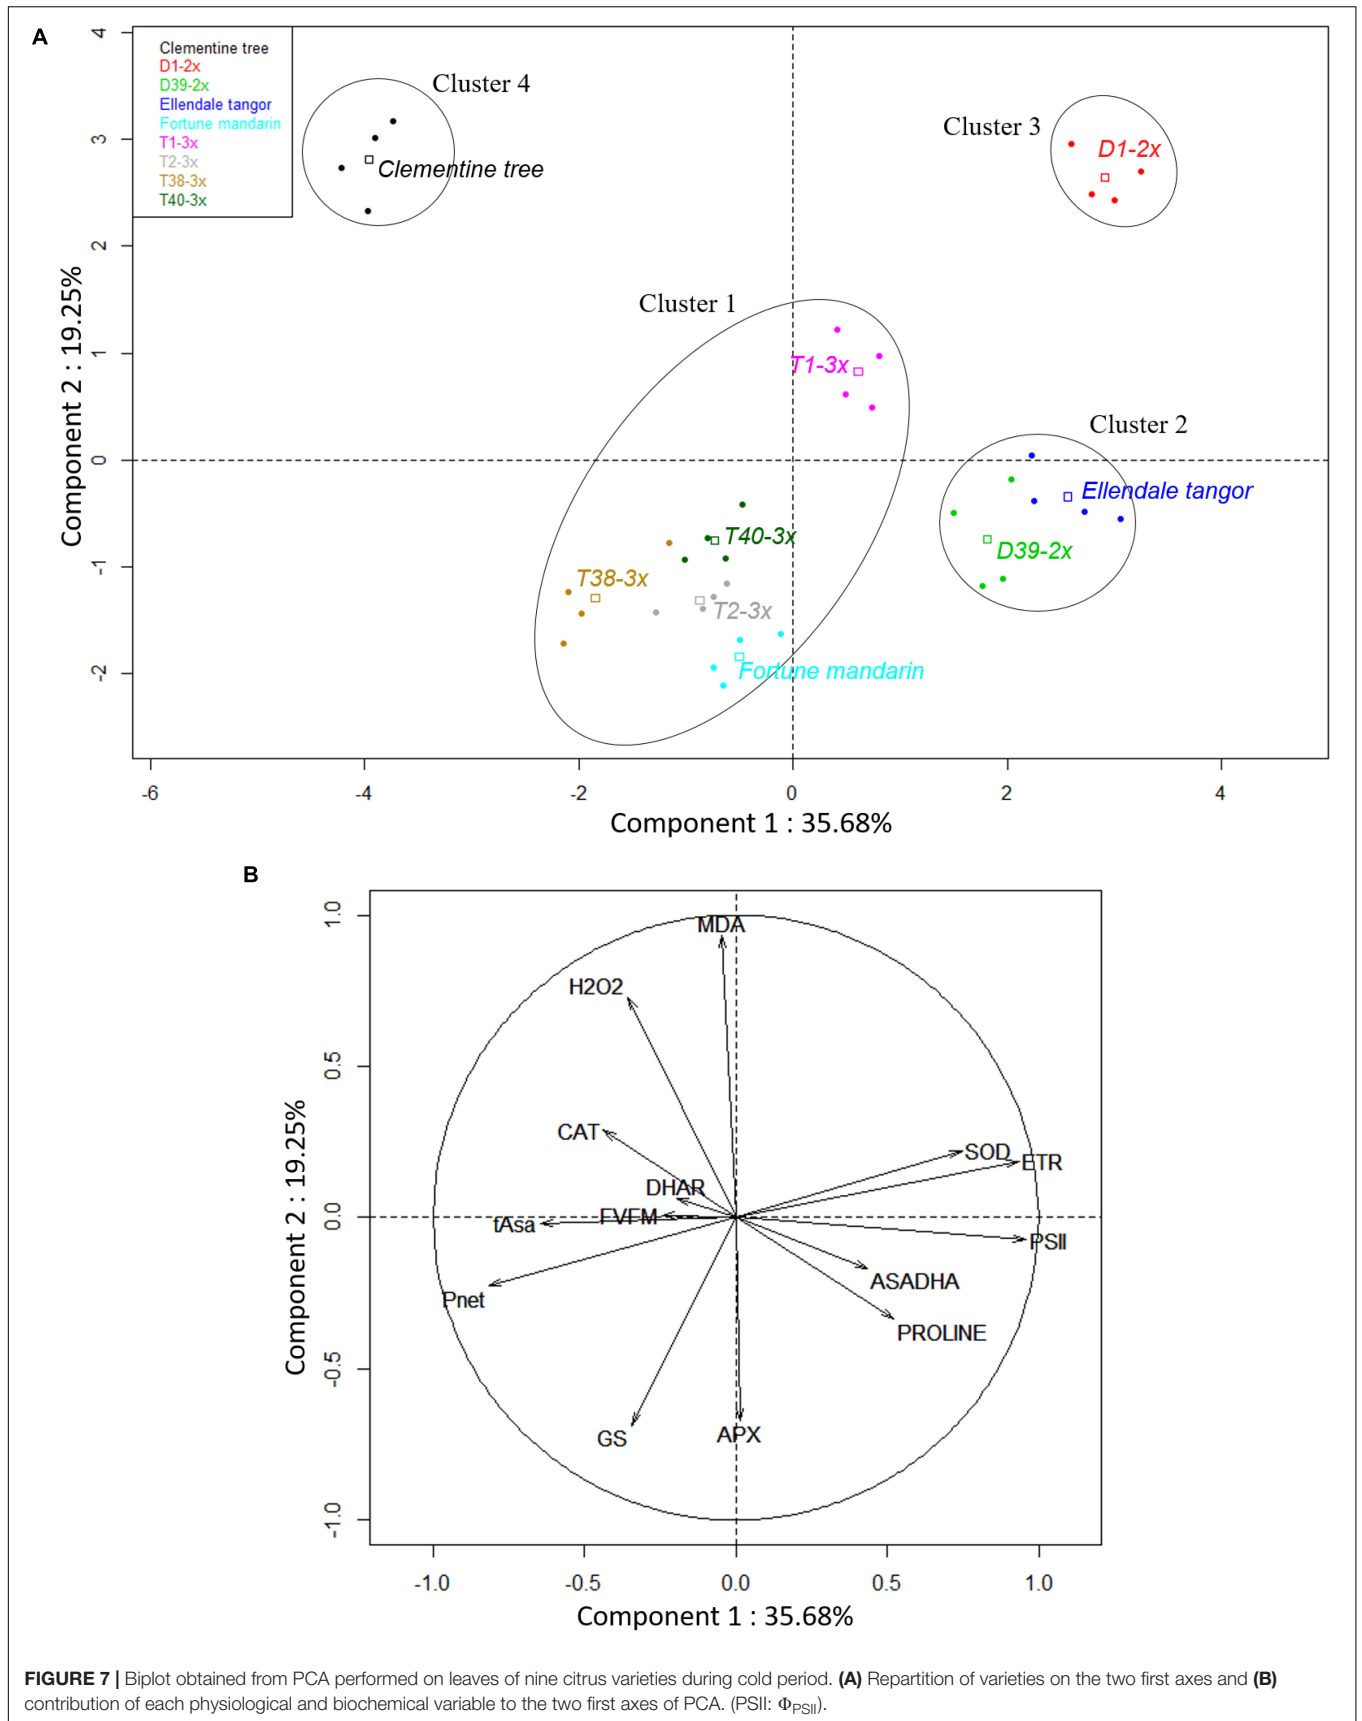 A
4
3
2
1
0
-1
-2
Component 2 : 19.25%
Clementine tree
D1-2x
D39-2x
Ellendale tangor
Fortune mandarin
T1-3x
T2-3x
T38-3x
T40-3x
Cluster 4
Clementine tree
Cluster 3
D1-2x
Cluster 1
T1-3x
Cluster 2
Ellendale tangor
D39-2x
T40-3x
T38-3x
T2-3x
Fortune mandarin
-6 -4 -2 0 2 4
Component 1 : 35.68%
B
1.0
0.5
0.0
-0.5
-1.0
Component 2 : 19.25%
MDA
H2O2
CAT
SOD
ETR
DHAR
FVFM
tAsa
PSII
ASADHA
Pnet
PROLINE
GS
APX
-1.0 -0.5 0.0 0.5 1.0
Component 1 : 35.68%
FIGURE 7 | Biplot obtained from PCA performed on leaves of nine citrus varieties during cold period. (A) Repartition of varieties on the two first axes and (B)
contribution of each physiological and biochemical variable to the two first axes of PCA. (PSII: Φ_PSII).